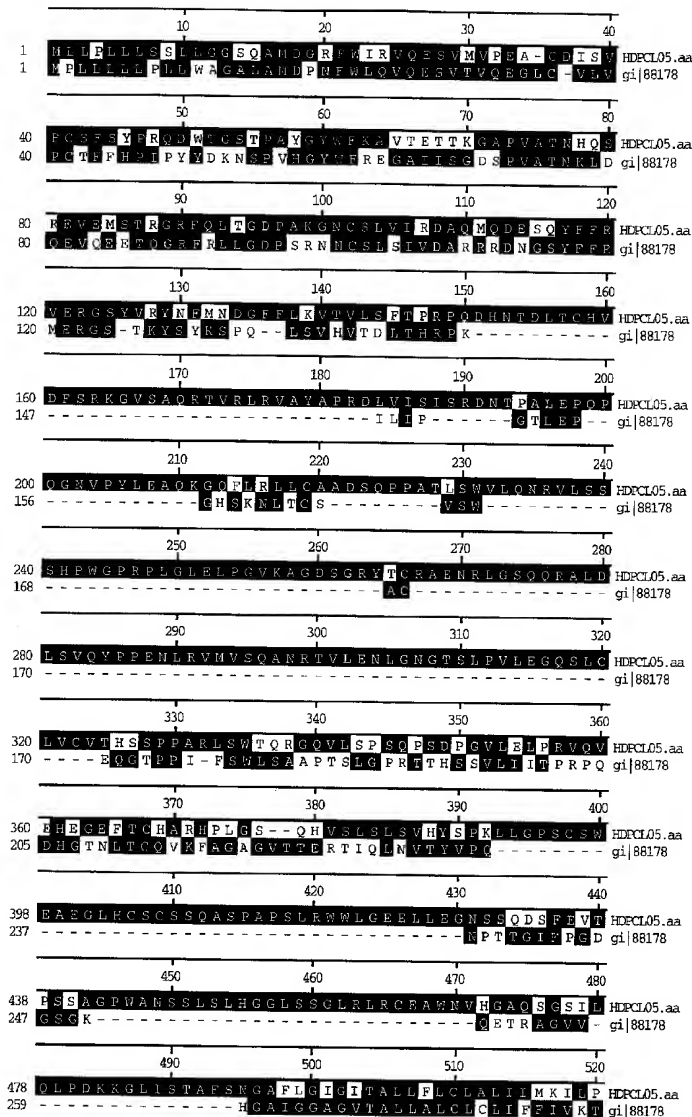 10 20 30 40
1 MLLPLLLSSLLGGSQAMDGRFWIRVQESVMVPEA-CDISV HDPCL05.aa
1 MPLLLLLPLLWAGALAMDPNFWLQVQESVTVQEGLC-VLV gi|88178
50 60 70 80
40 PCSFSYPRQDWTGSTPAYGYWFKAVTETTKGAPVATNHQS HDPCL05.aa
40 PCTFFHPIPYYDKNSPVHGYWFREGAIISGDSPVATNKLD gi|88178
90 100 110 120
80 REVEMSTRGRFQLTGDPAKGNCSLVIRDAQMQDESQYFFR HDPCL05.aa
80 QEVQEETQGRFRLLGDPSRNNCSLSIVDARRRDNGSYFFR gi|88178
130 140 150 160
120 VERGSYVRYNFMNDGFFLKVTVLSFTPRPQDHNTDLTCHV HDPCL05.aa
120 MERGS-TKYSYKSPQ--LSVHVTDLTHRPK---------- gi|88178
170 180 190 200
160 DFSRKGVSAQRTVRLRVAYAPRDLVISISRDNTPALEPQP HDPCL05.aa
147 ------------------------ILIP-----GTLEP-- gi|88178
210 220 230 240
200 QGNVPYLEAQKGQFLRLLCAADSQPPATLSWVLQNRVLSS HDPCL05.aa
156 -----------GHSKNLTCS--------VSW--------- gi|88178
250 260 270 280
240 SHPWGPRPLGLELPGVKAGDSGRYTCRAENRLGSQQRALD HDPCL05.aa
168 ------------------------AC-------------- gi|88178
290 300 310 320
280 LSVQYPPENLRVMVSQANRTVLENLGNGTSLPVLEGQSLC HDPCL05.aa
170 ---------------------------------------- gi|88178
330 340 350 360
320 LVCVTHSSPPARLSWTQRGQVLSPSQPSDPGVLELPRVQV HDPCL05.aa
170 ----EQGTPPI-FSWLSAAPTSLGPRTTHSSVLIITPRPQ gi|88178
370 380 390 400
360 EHEGEFTCHARHPLGS--QHVSLSLSVHYSPKLLGPSCSW HDPCL05.aa
205 DHGTNLTCQVKFAGAGVTTERTIQLNVTYVPQ-------- gi|88178
410 420 430 440
398 EAEGLHCSCSSQASPAPSLRWWLGEELLEGNSSQDSFEVT HDPCL05.aa
237 ------------------------------NPTTGIFPGD gi|88178
450 460 470 480
438 PSSAGPWANSSLSLHGGLSSGLRLRCEAWNVHGAQSGSIL HDPCL05.aa
247 GSGK---------------------------QETRAGVV- gi|88178
490 500 510 520
478 QLPDKKGLISTAFSNGAFLGIGITALLFLCLALIIMKILP HDPCL05.aa
259 --------------HGAIGGAGVTALLALCLCLIFFIVKT gi|88178